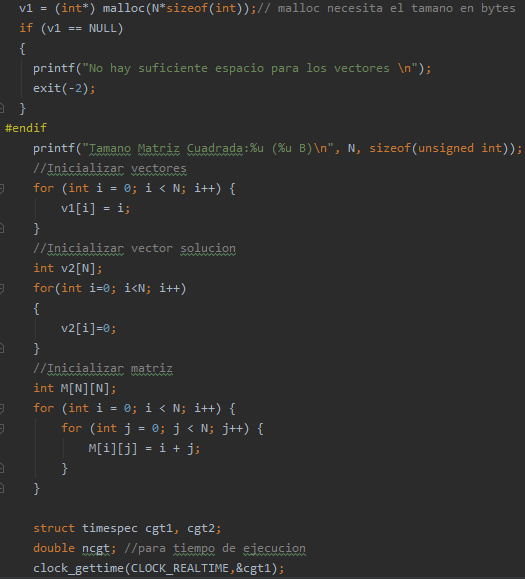 v1 = (int*) malloc(N*sizeof(int));// malloc necesita el tamano en bytes
if (v1 == NULL)
{
printf("No hay suficiente espacio para los vectores \n");
exit(-2);
}
#endif
printf("Tamano Matriz Cuadrada:%u (%u B)\n", N, sizeof(unsigned int));
//Inicializar vectores
for (int i = 0; i < N; i++) {
v1[i] = i;
}
//Inicializar vector solucion
int v2[N];
for(int i=0; i<N; i++)
{
v2[i]=0;
}
//Inicializar matriz
int M[N][N];
for (int i = 0; i < N; i++) {
for (int j = 0; j < N; j++) {
M[i][j] = i + j;
}
}
struct timespec cgt1, cgt2;
double ncgt; //para tiempo de ejecucion
clock_gettime(CLOCK_REALTIME,&cgt1);